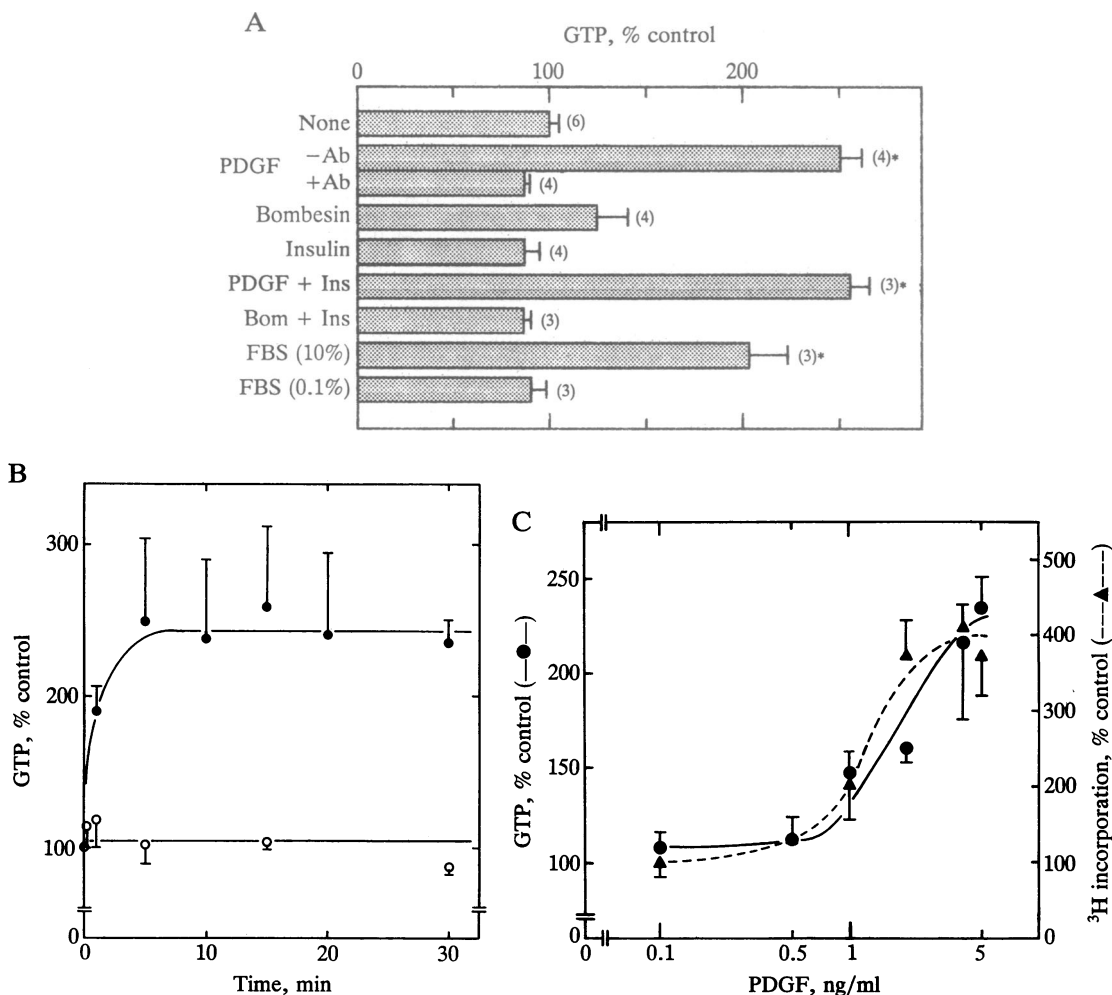 A
GTP, % control
0 100 200
None (6)
PDGF −Ab (4)*
+Ab (4)
Bombesin (4)
Insulin (4)
PDGF + Ins (3)*
Bom + Ins (3)
FBS (10%) (3)*
FBS (0.1%) (3)
B
GTP, % control
300
200
100
0
0 10 20 30
Time, min
C
GTP, % control (—●—)
250
200
150
100
50
0
³H incorporation, % control (---▲---)
500
400
300
200
100
0
0 0.1 0.5 1 5
PDGF, ng/ml